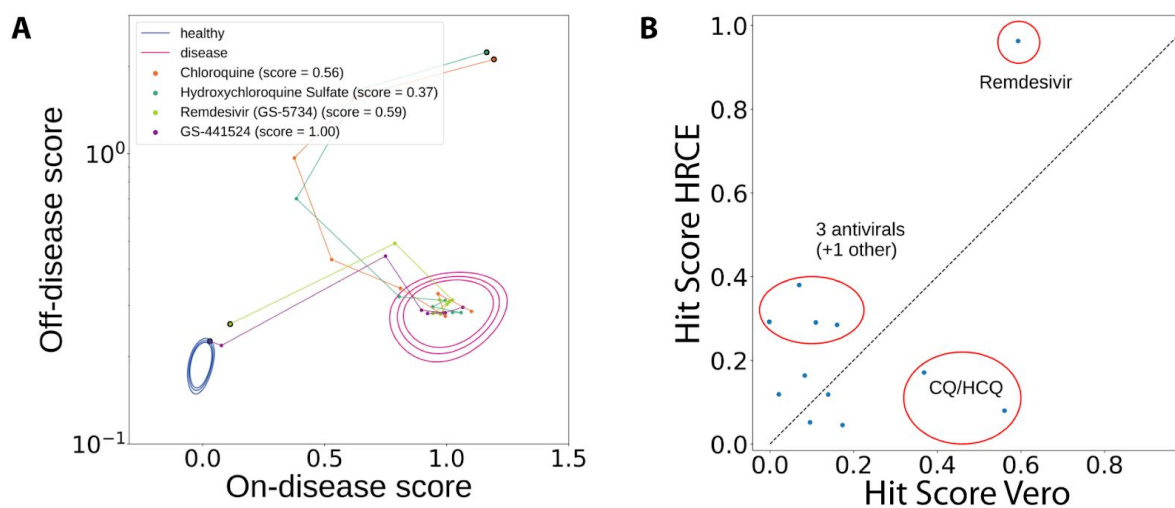 A
Off-disease score
10⁰
10⁻¹
healthy
disease
Chloroquine (score = 0.56)
Hydroxychloroquine Sulfate (score = 0.37)
Remdesivir (GS-5734) (score = 0.59)
GS-441524 (score = 1.00)
0.0 0.5 1.0 1.5
On-disease score
B
Hit Score HRCE
1.0
0.8
0.6
0.4
0.2
0.0
Remdesivir
3 antivirals
(+1 other)
CQ/HCQ
0.0 0.2 0.4 0.6 0.8
Hit Score Vero